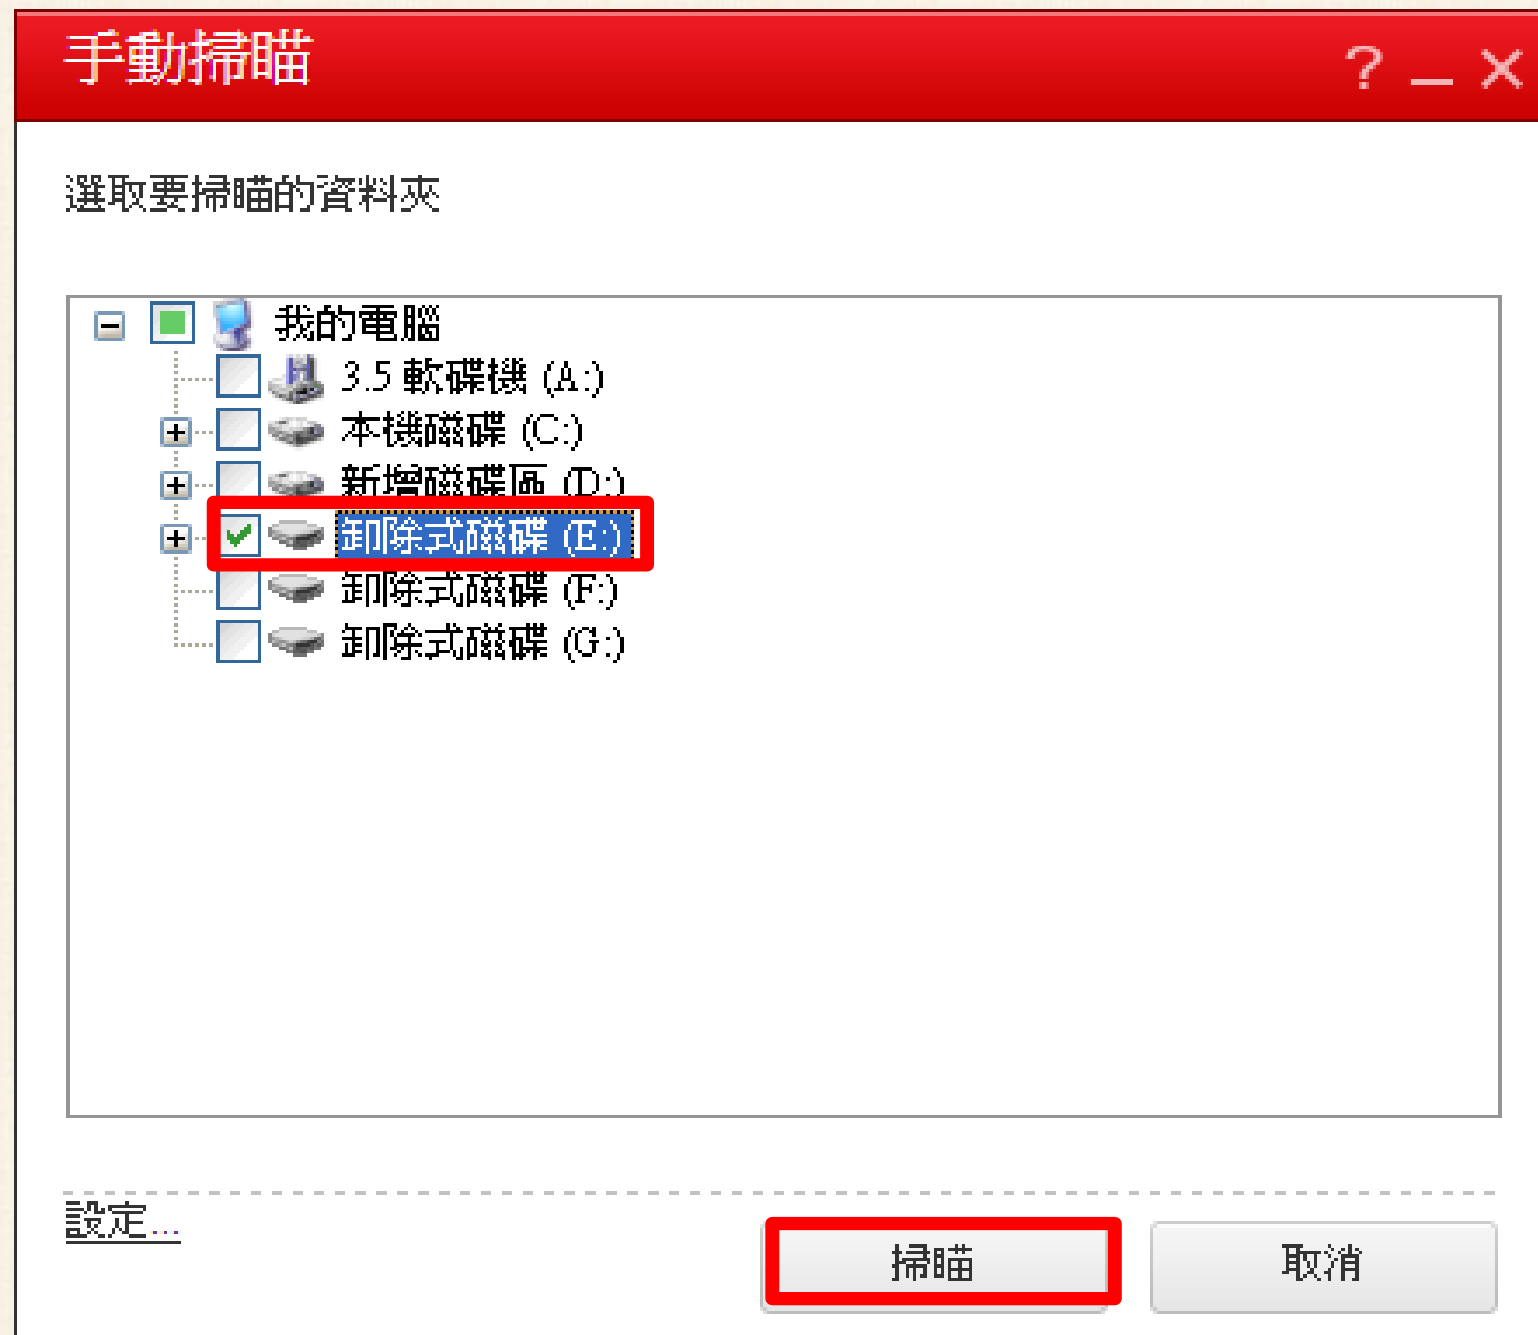 手動掃瞄
選取要掃瞄的資料夾
我的電腦
3.5 軟碟機 (A:)
本機磁碟 (C:)
新增磁碟區 (D:)
卸除式磁碟 (E:)
卸除式磁碟 (F:)
卸除式磁碟 (G:)
設定...
掃瞄 取消